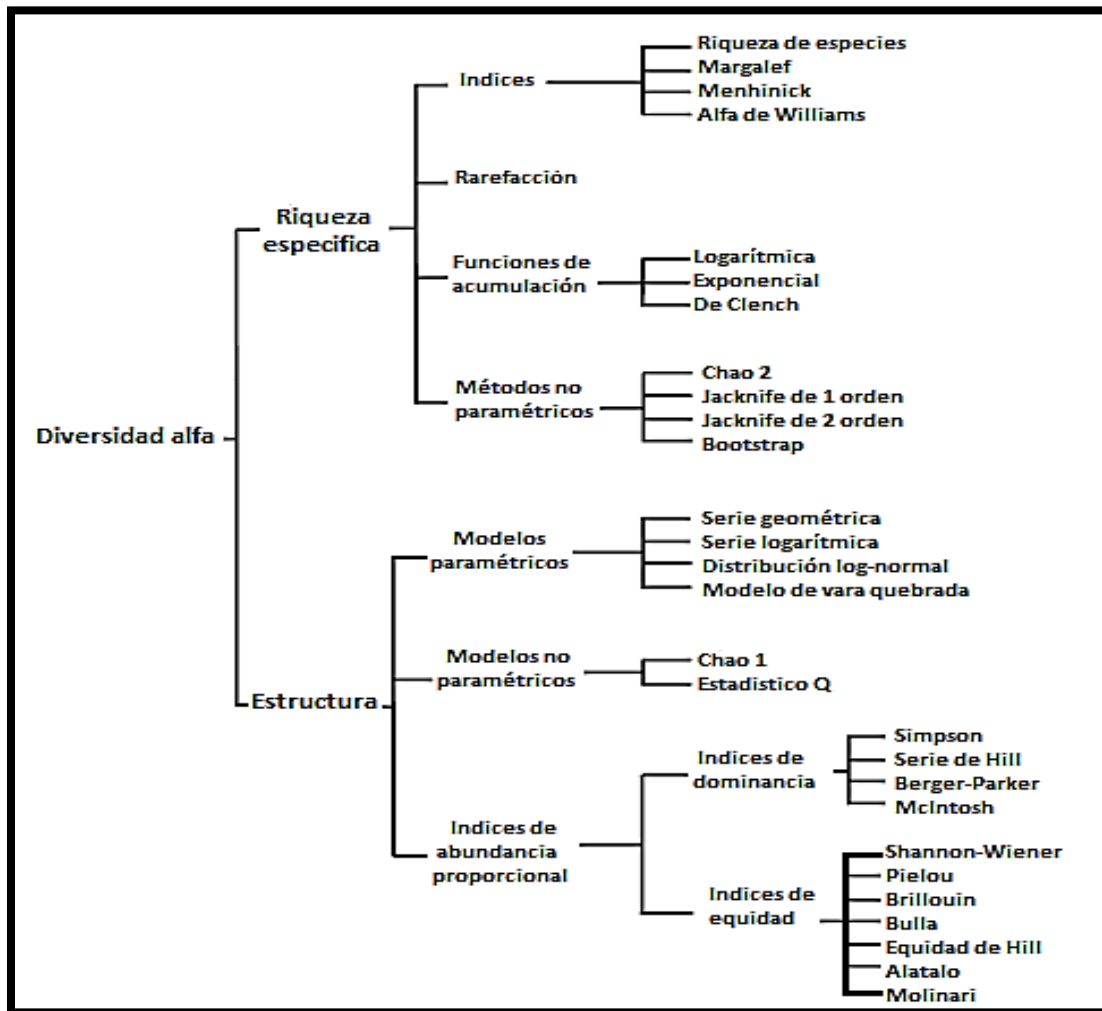 Diversidad alfa
Riqueza
especifica
Indices
Riqueza de especies
Margalef
Menhinick
Alfa de Williams
Rarefacción
Funciones de
acumulación
Logarítmica
Exponencial
De Clench
Métodos no
paramétricos
Chao 2
Jacknife de 1 orden
Jacknife de 2 orden
Bootstrap
Estructura
Modelos
paramétricos
Serie geométrica
Serie logarítmica
Distribución log-normal
Modelo de vara quebrada
Modelos no
paramétricos
Chao 1
Estadistico Q
Indices de
abundancia
proporcional
Indices de
dominancia
Simpson
Serie de Hill
Berger-Parker
McIntosh
Indices de
equidad
Shannon-Wiener
Pielou
Brillouin
Bulla
Equidad de Hill
Alatalo
Molinari